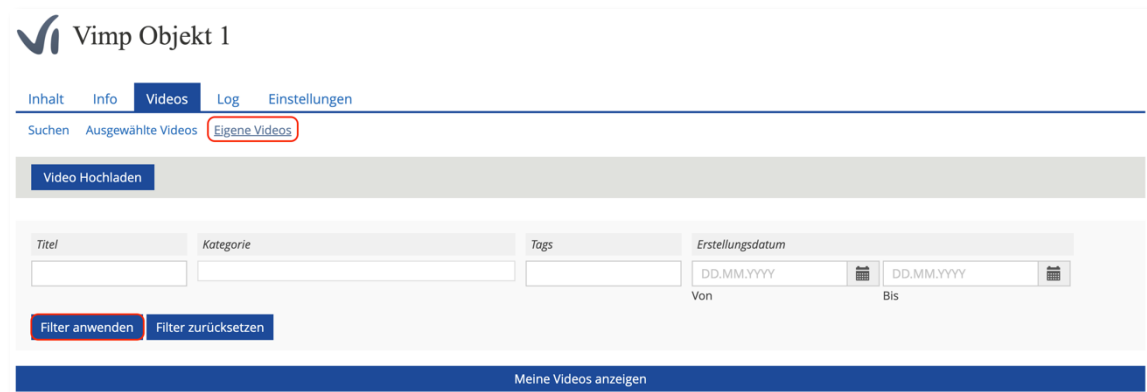 Vimp Objekt 1
Inhalt Info Videos Log Einstellungen
Suchen Ausgewählte Videos Eigene Videos
Video Hochladen
Titel Kategorie Tags Erstellungsdatum
DD.MM.YYYY DD.MM.YYYY
Von Bis
Filter anwenden Filter zurücksetzen
Meine Videos anzeigen